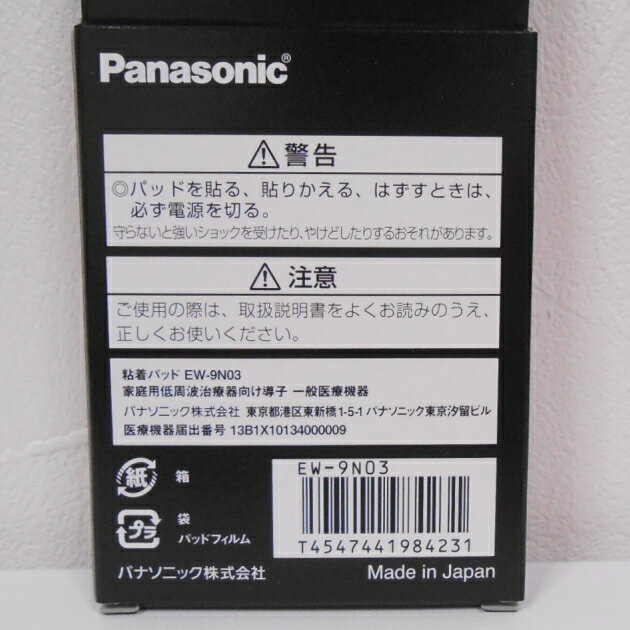 Panasonic®
⚠警告
◎パッドを貼る、貼りかえる、はずすときは、
必ず電源を切る。
守らないと強いショックを受けたり、やけどしたりするおそれがあります。
⚠注意
ご使用の際は、取扱説明書をよくお読みのうえ、
正しくお使いください。
粘着パッド EW-9N03
家庭用低周波治療器向け導子 一般医療機器
パナソニック株式会社 東京都港区東新橋1-5-1 パナソニック東京汐留ビル
医療機器届出番号 13B1X10134000009
紙 箱
プラ 袋
パッドフィルム
パナソニック株式会社
EW-9N03
T4547441984231
Made in Japan